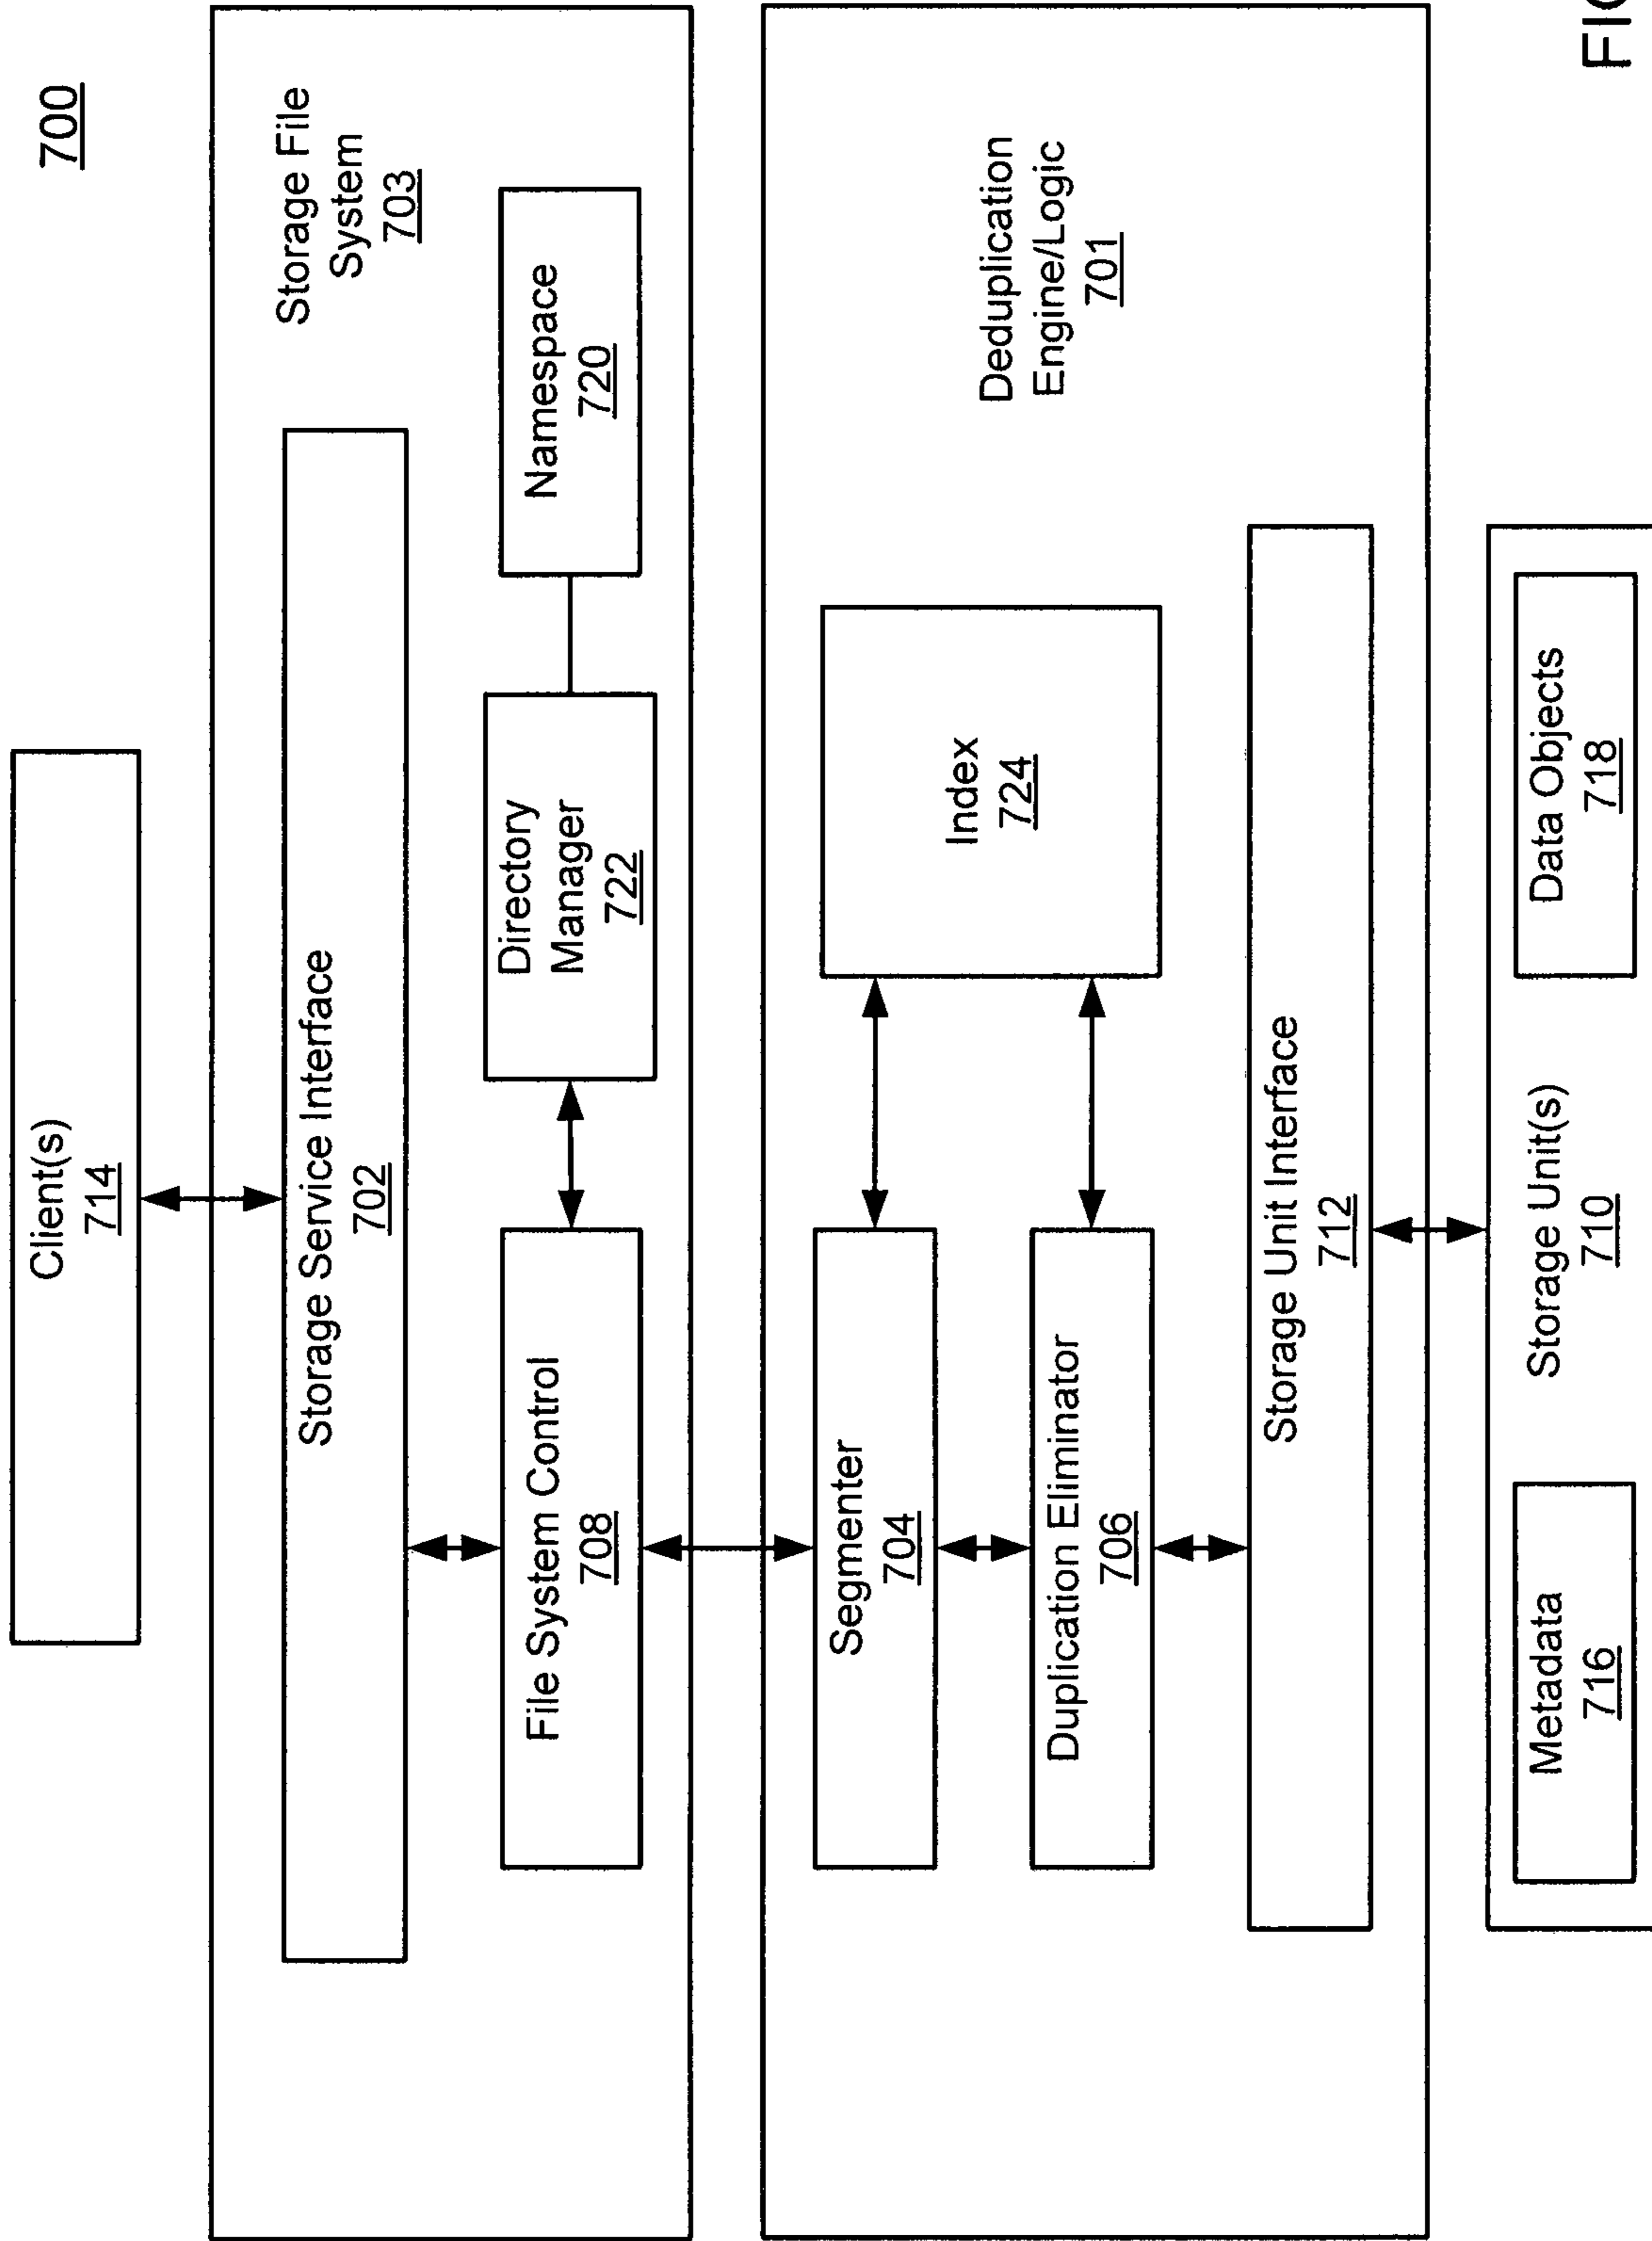 700
Client(s)
714
Storage File
System
703
Storage Service Interface
702
File System Control
708
Directory
Manager
722
Namespace
720
Deduplication
Engine/Logic
701
Segmenter
704
Index
724
Duplication Eliminator
706
Storage Unit Interface
712
Metadata
716
Storage Unit(s)
710
Data Objects
718